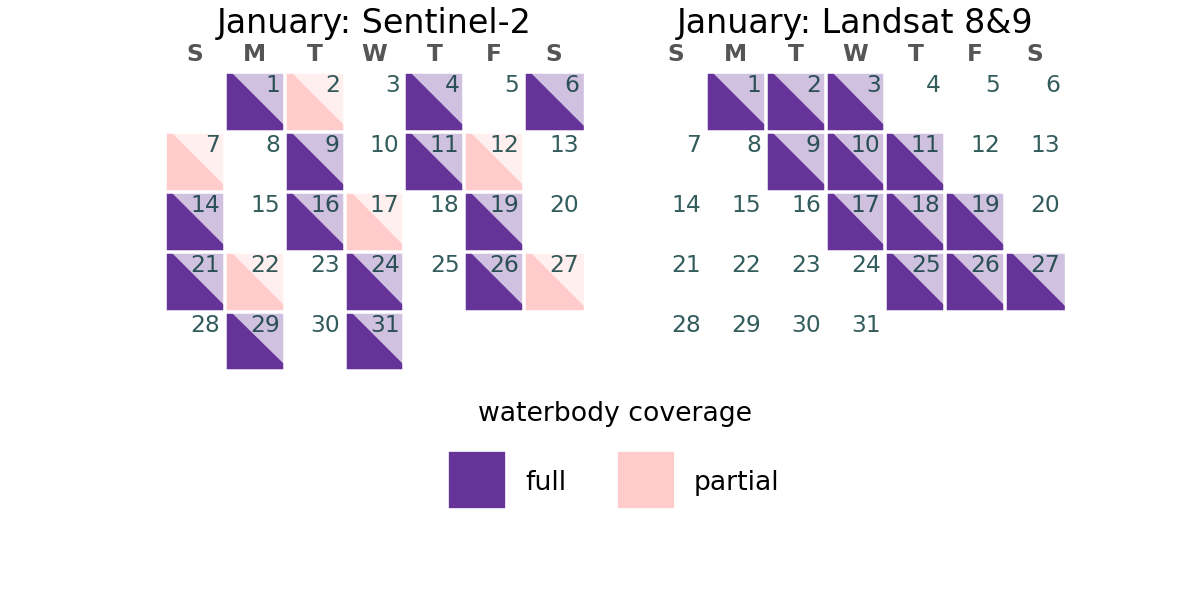 January: Sentinel-2
S M T W T F S
1 2 3 4 5 6
7 8 9 10 11 12 13
14 15 16 17 18 19 20
21 22 23 24 25 26 27
28 29 30 31
January: Landsat 8&9
S M T W T F S
1 2 3 4 5 6
7 8 9 10 11 12 13
14 15 16 17 18 19 20
21 22 23 24 25 26 27
28 29 30 31
waterbody coverage
full partial